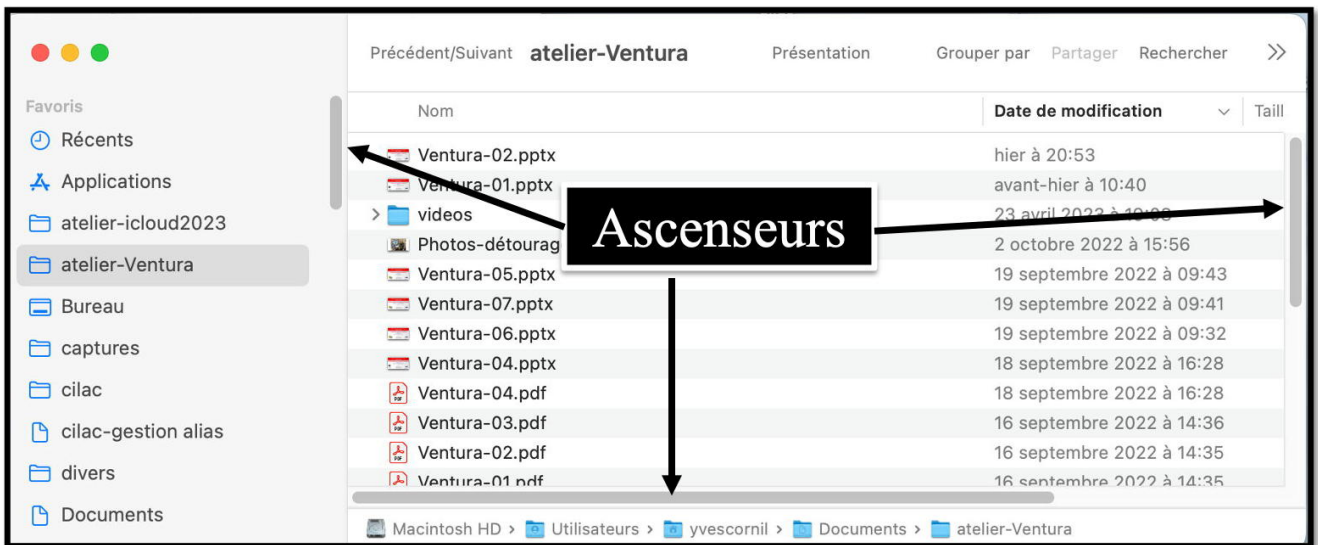 Précédent/Suivant atelier-Ventura Présentation Grouper par Partager Rechercher
Favoris
Récents
Applications
atelier-icloud2023
atelier-Ventura
Bureau
captures
cilac
cilac-gestion alias
divers
Documents
Nom Date de modification Taill
Ventura-02.pptx hier à 20:53
Ventura-01.pptx avant-hier à 10:40
videos 23 avril 2023 à
Photos-détourag 2 octobre 2022 à 15:56
Ascenseurs
Ventura-05.pptx 19 septembre 2022 à 09:43
Ventura-07.pptx 19 septembre 2022 à 09:41
Ventura-06.pptx 19 septembre 2022 à 09:32
Ventura-04.pptx 18 septembre 2022 à 16:28
Ventura-04.pdf 18 septembre 2022 à 16:28
Ventura-03.pdf 16 septembre 2022 à 14:36
Ventura-02.pdf 16 septembre 2022 à 14:35
Ventura-01.pdf 16 septembre 2022 à 14:35
Macintosh HD › Utilisateurs › yvescornil › Documents › atelier-Ventura